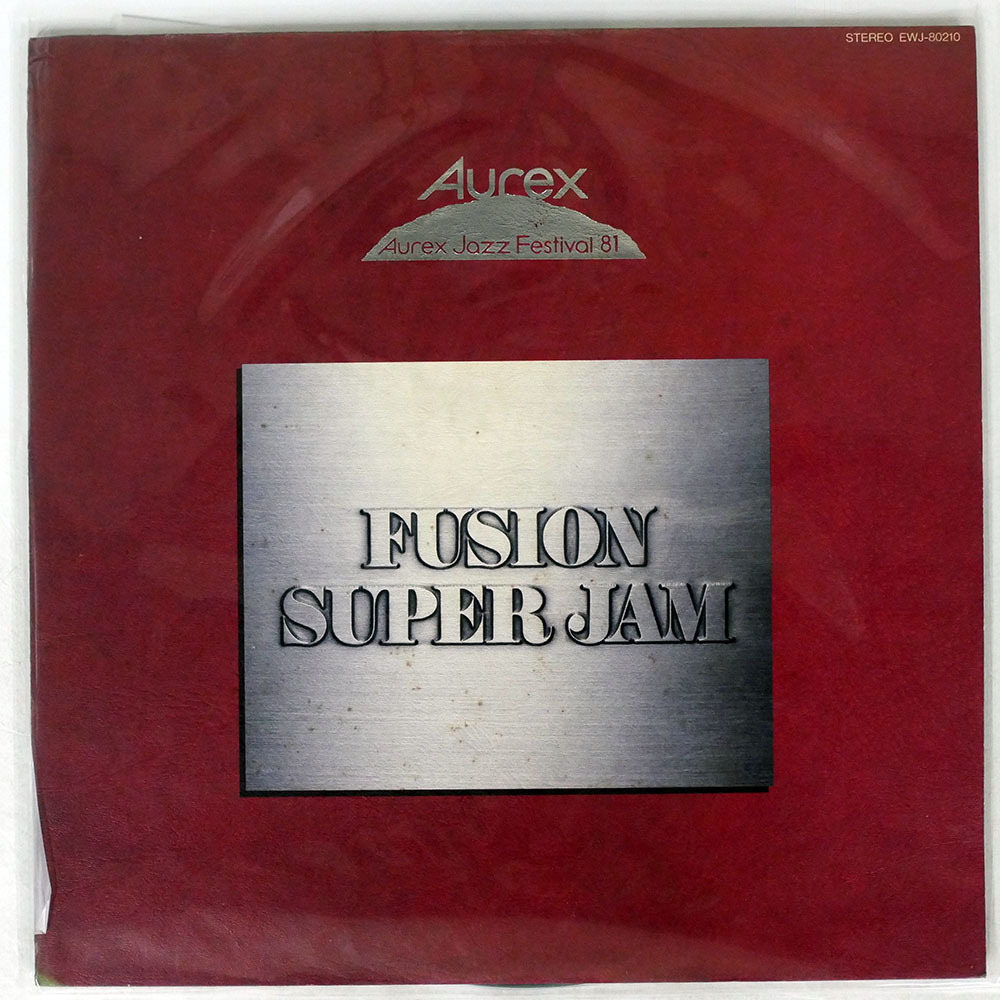 STEREO EWJ-80210
Aurex
Aurex Jazz Festival '81
FUSION
SUPER JAM